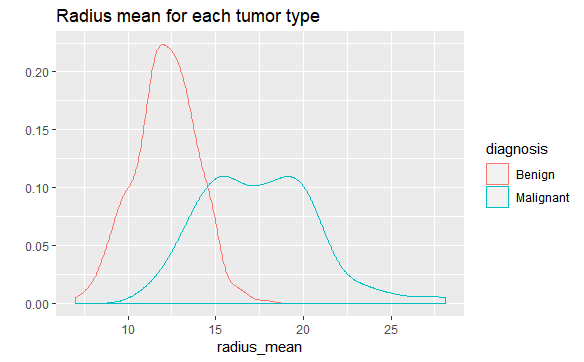 Radius mean for each tumor type
0.20
0.15
0.10
0.05
0.00
10 15 20 25
radius_mean
diagnosis
Benign
Malignant